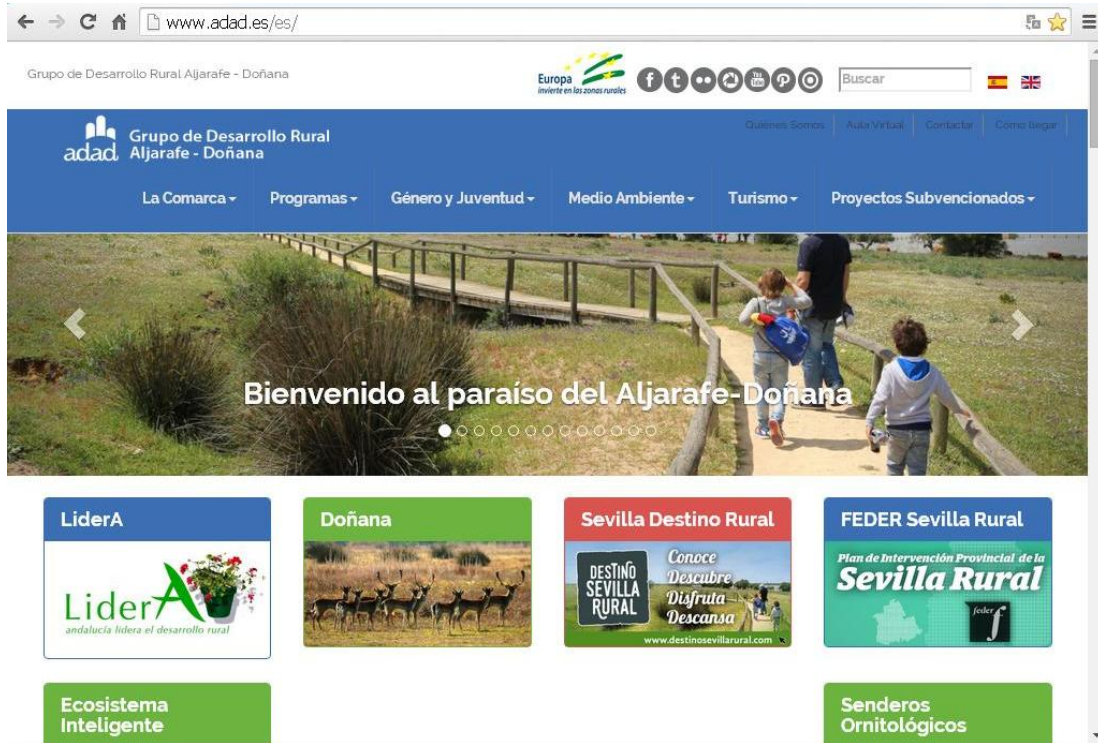 www.adad.es/es/
Grupo de Desarrollo Rural Aljarafe - Doñana
Europa
invierte en las zonas rurales
You
Tube
Buscar
Quiénes Somos
Aula Virtual
Contactar
Cómo llegar
adad
Grupo de Desarrollo Rural
Aljarafe - Doñana
La Comarca
Programas
Género y Juventud
Medio Ambiente
Turismo
Proyectos Subvencionados
Bienvenido al paraíso del Aljarafe-Doñana
LiderA
LiderA
andalucía lidera el desarrollo rural
Doñana
Sevilla Destino Rural
DESTINO
SEVILLA
RURAL
Conoce
Descubre
Disfruta
Descansa
www.destinosevillarural.com
FEDER Sevilla Rural
Plan de Intervención Provincial de la
Sevilla Rural
feder
Ecosistema
Inteligente
Senderos
Ornitológicos